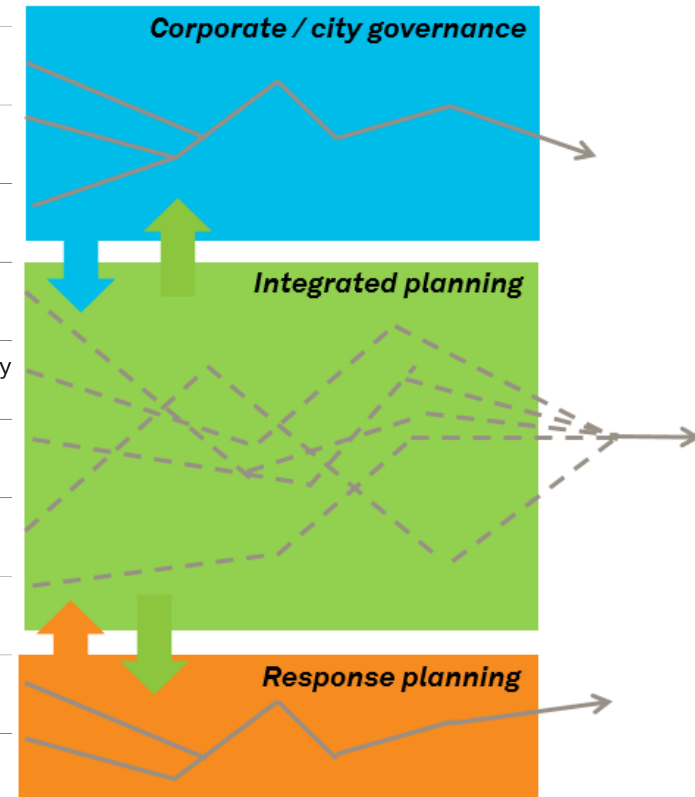 Corporate / city governance
Integrated planning
y
Response planning